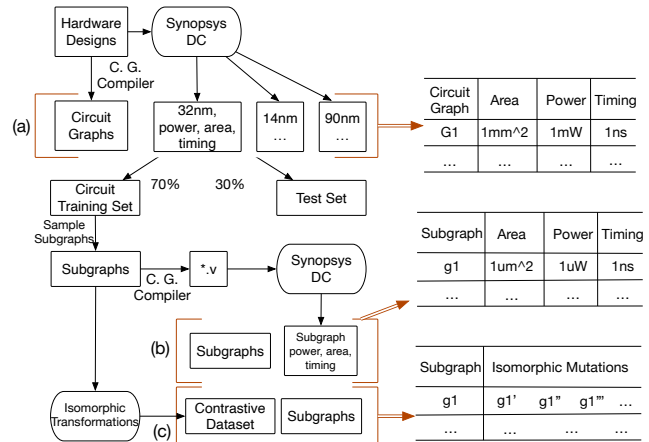 Hardware
Designs
Synopsys
DC
C. G.
Compiler
(a)
Circuit
Graphs
32nm,
power, area,
timing
14nm
...
90nm
...
Circuit
Graph
Area
Power
Timing
G1
1mm^2
1mW
1ns
...
...
...
...
70%
30%
Circuit
Training Set
Test Set
Sample
Subgraphs
Subgraphs
C. G.
Compiler
*.v
Synopsys
DC
Subgraph
Area
Power
Timing
g1
1um^2
1uW
1ns
...
...
...
...
(b)
Subgraphs
Subgraph
power, area,
timing
Isomorphic
Transformations
(c)
Contrastive
Dataset
Subgraphs
Subgraph
Isomorphic Mutations
g1
g1' g1'' g1''' ...
...
... ...